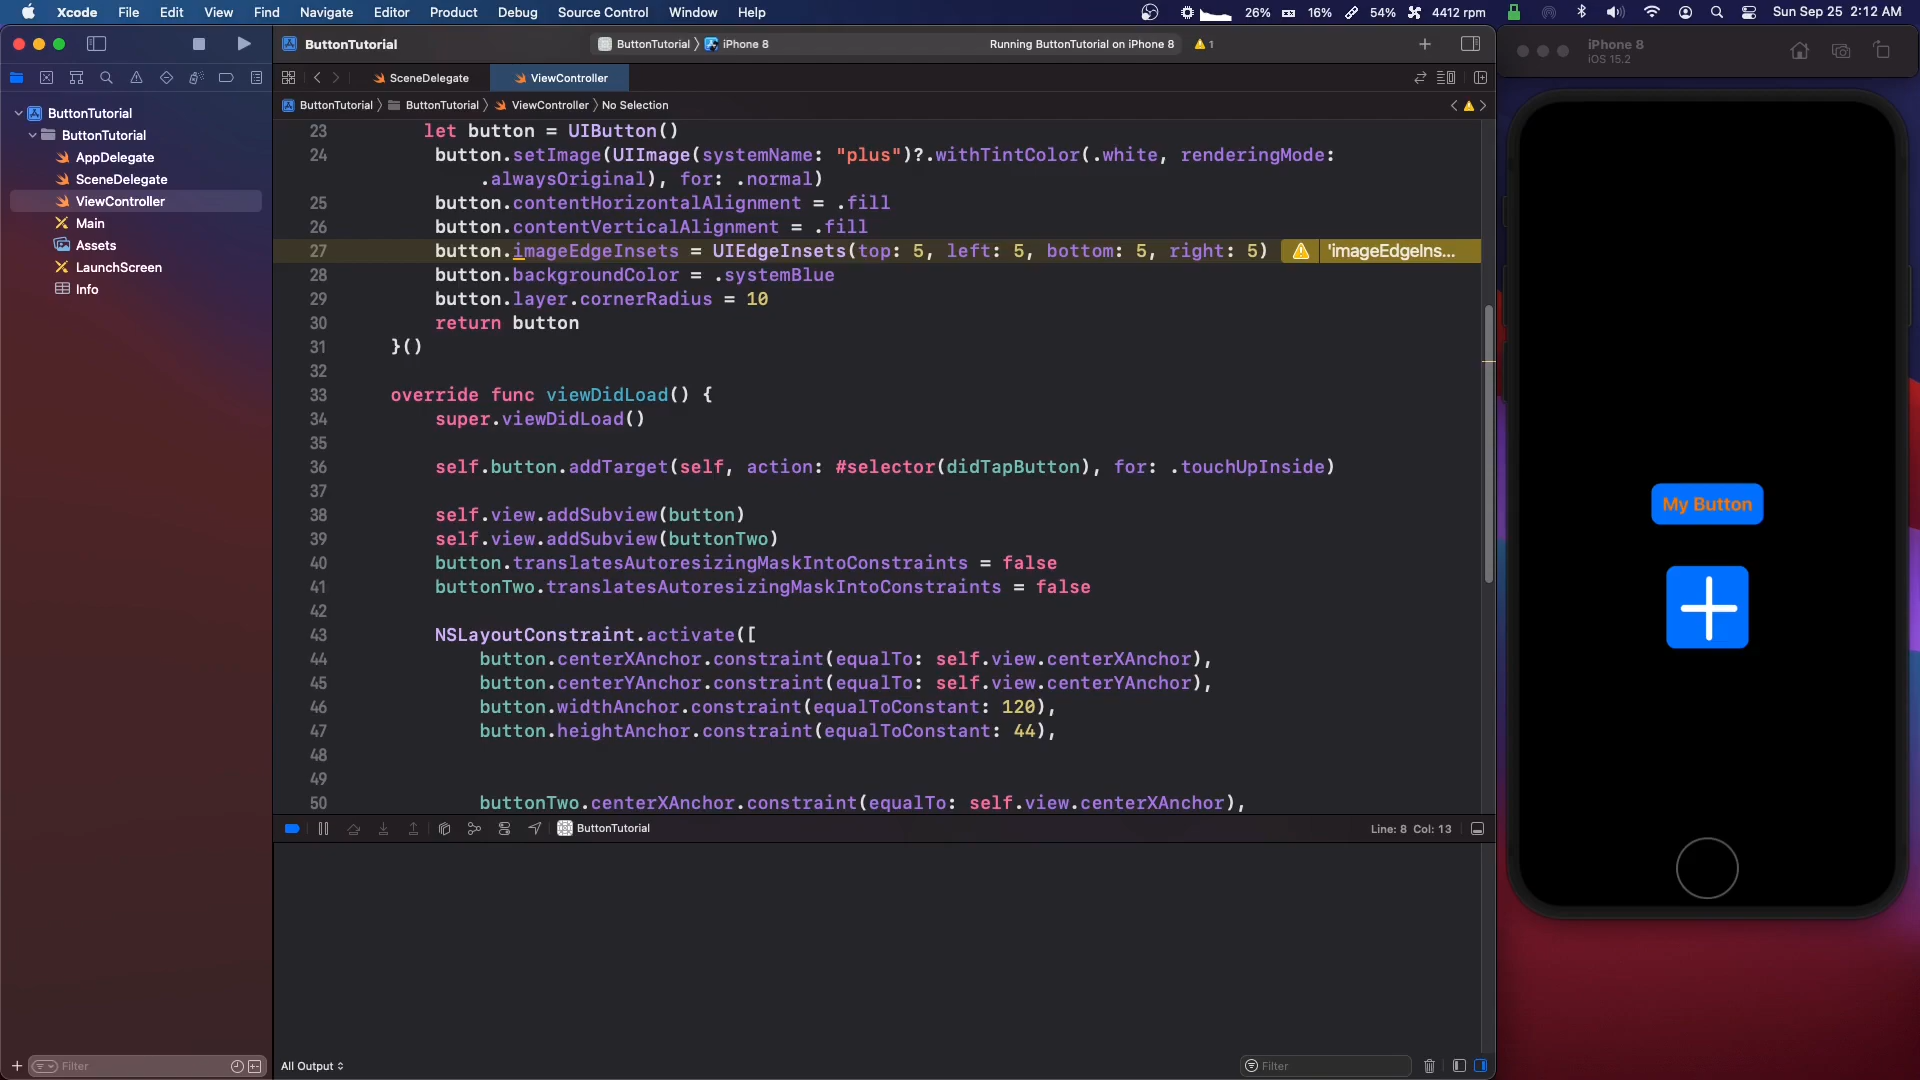 Xcode File Edit View Find Navigate Editor Product Debug Source Control Window Help 26% 16% 54% 4412 rpm Sun Sep 25 2:12 AM
ButtonTutorial ButtonTutorial iPhone 8 Running ButtonTutorial on iPhone 8 1
SceneDelegate ViewController
ButtonTutorial ButtonTutorial ViewController No Selection
ButtonTutorial
ButtonTutorial
AppDelegate
SceneDelegate
ViewController
Main
Assets
LaunchScreen
Info
23 let button = UIButton()
24 button.setImage(UIImage(systemName: "plus")?.withTintColor(.white, renderingMode:
.alwaysOriginal), for: .normal)
25 button.contentHorizontalAlignment = .fill
26 button.contentVerticalAlignment = .fill
27 button.imageEdgeInsets = UIEdgeInsets(top: 5, left: 5, bottom: 5, right: 5) 'imageEdgeIns...
28 button.backgroundColor = .systemBlue
29 button.layer.cornerRadius = 10
30 return button
31 }()
32
33 override func viewDidLoad() {
34 super.viewDidLoad()
35
36 self.button.addTarget(self, action: #selector(didTapButton), for: .touchUpInside)
37
38 self.view.addSubview(button)
39 self.view.addSubview(buttonTwo)
40 button.translatesAutoresizingMaskIntoConstraints = false
41 buttonTwo.translatesAutoresizingMaskIntoConstraints = false
42
43 NSLayoutConstraint.activate([
44 button.centerXAnchor.constraint(equalTo: self.view.centerXAnchor),
45 button.centerYAnchor.constraint(equalTo: self.view.centerYAnchor),
46 button.widthAnchor.constraint(equalToConstant: 120),
47 button.heightAnchor.constraint(equalToConstant: 44),
48
49
50 buttonTwo.centerXAnchor.constraint(equalTo: self.view.centerXAnchor),
ButtonTutorial Line: 8 Col: 13
Filter
All Output Filter
iPhone 8
iOS 15.2
My Button